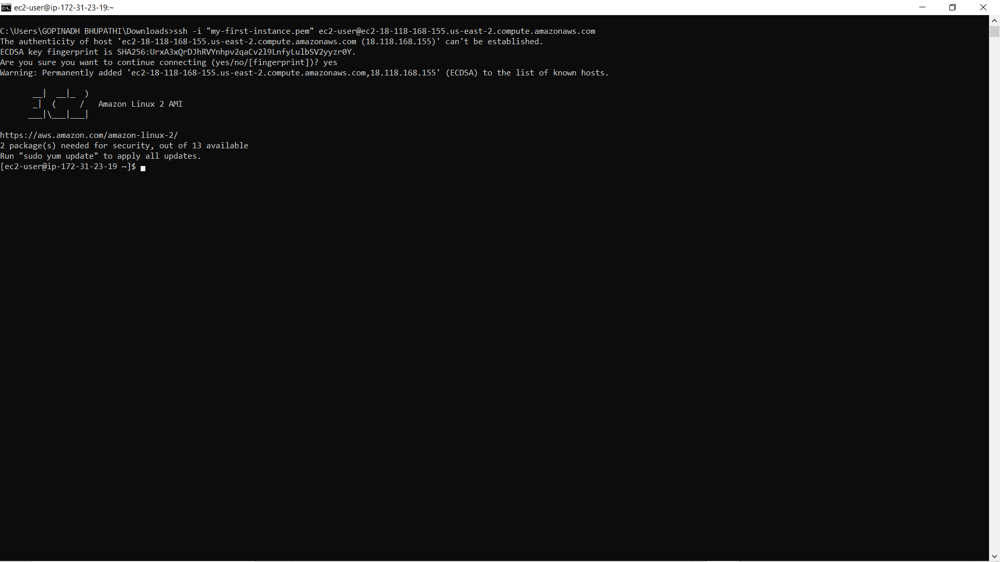 ec2-user@ip-172-31-23-19:~
C:\Users\GOPINADH BHUPATHI\Downloads>ssh -i "my-first-instance.pem" ec2-user@ec2-18-118-168-155.us-east-2.compute.amazonaws.com
The authenticity of host 'ec2-18-118-168-155.us-east-2.compute.amazonaws.com (18.118.168.155)' can't be established.
ECDSA key fingerprint is SHA256:UrxA3xQrDJhRVYnhpv2qaCv2l9LnfyLulbSV2yyzr0Y.
Are you sure you want to continue connecting (yes/no/[fingerprint])? yes
Warning: Permanently added 'ec2-18-118-168-155.us-east-2.compute.amazonaws.com,18.118.168.155' (ECDSA) to the list of known hosts.
       __|  __|_  )
       _|  (     /   Amazon Linux 2 AMI
      ___|\___|___|
https://aws.amazon.com/amazon-linux-2/
2 package(s) needed for security, out of 13 available
Run "sudo yum update" to apply all updates.
[ec2-user@ip-172-31-23-19 ~]$